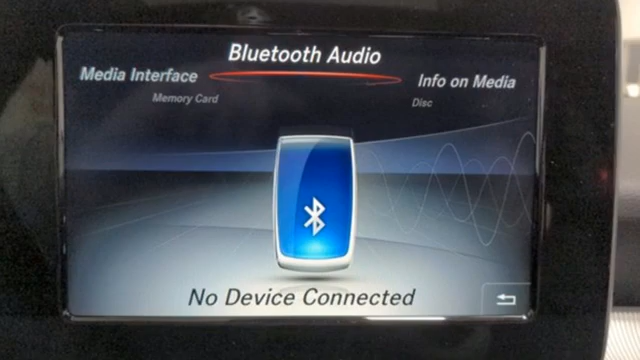 Bluetooth Audio
Media Interface
Info on Media
Memory Card
Disc
No Device Connected